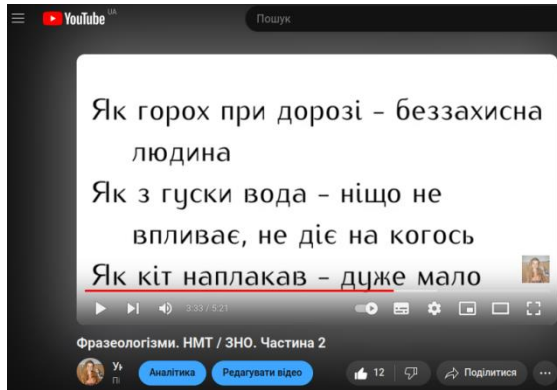 YouTube UA
Пошук
Як горох при дорозі – беззахисна
людина
Як з гуски вода – ніщо не
впливає, не діє на когось
Як кіт наплакав – дуже мало
3:33 / 5:21
Фразеологізми. НМТ / ЗНО. Частина 2
Аналітика
Редагувати відео
12
Поділитися